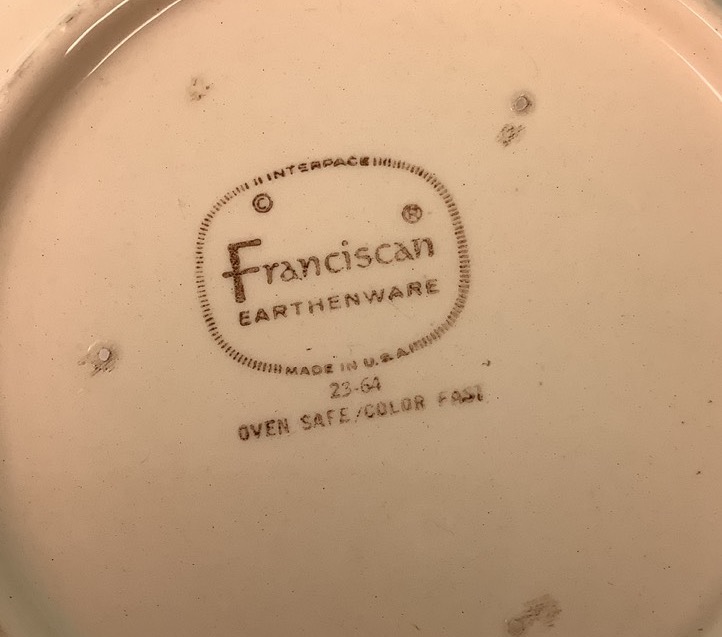 INTERPACE
© ®
Franciscan
EARTHENWARE
MADE IN U.S.A.
23-64
OVEN SAFE/COLOR FAST